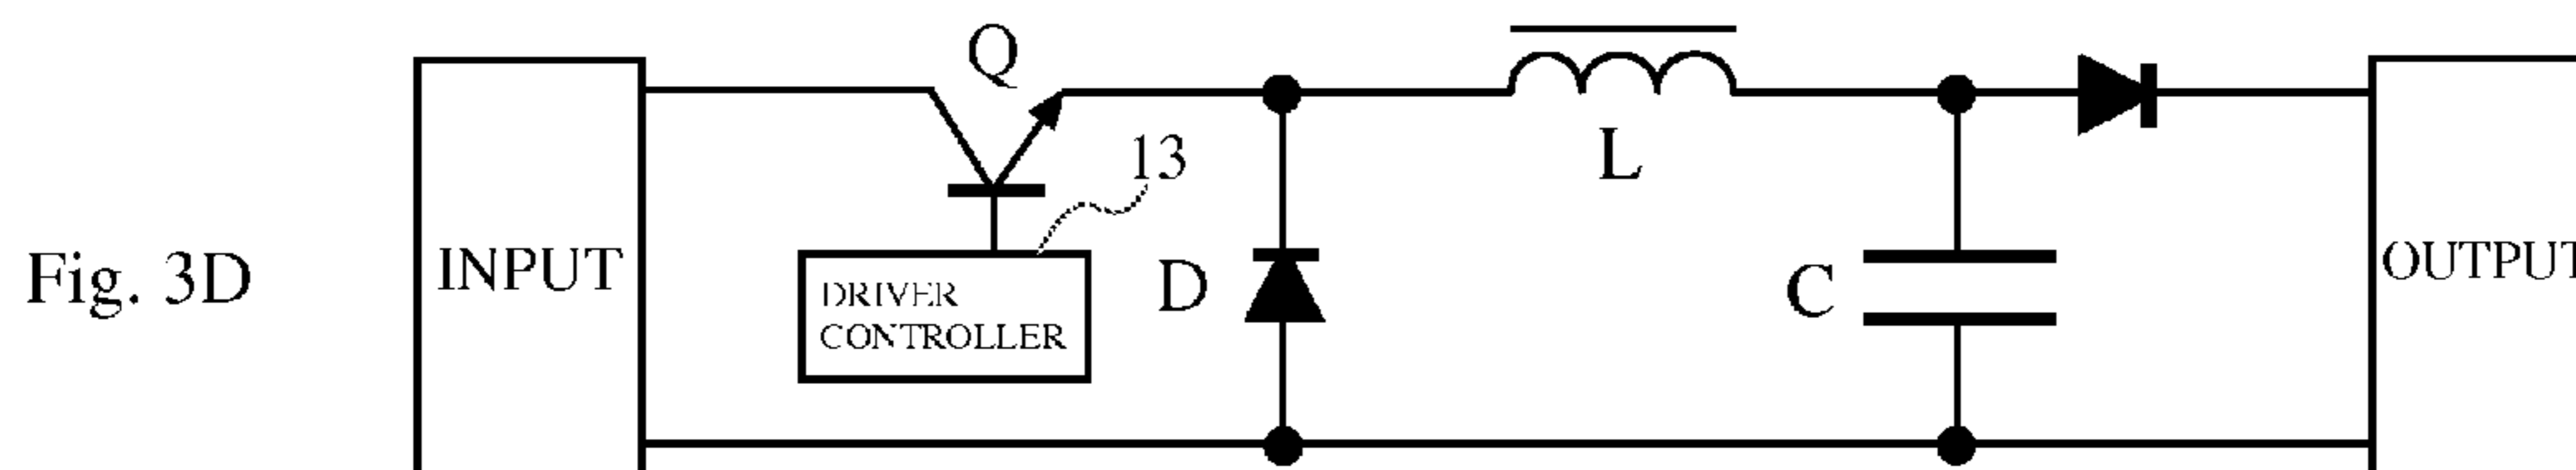 Fig. 3D
INPUT
Q
13
DRIVER
CONTROLLER
D
L
C
OUTPUT